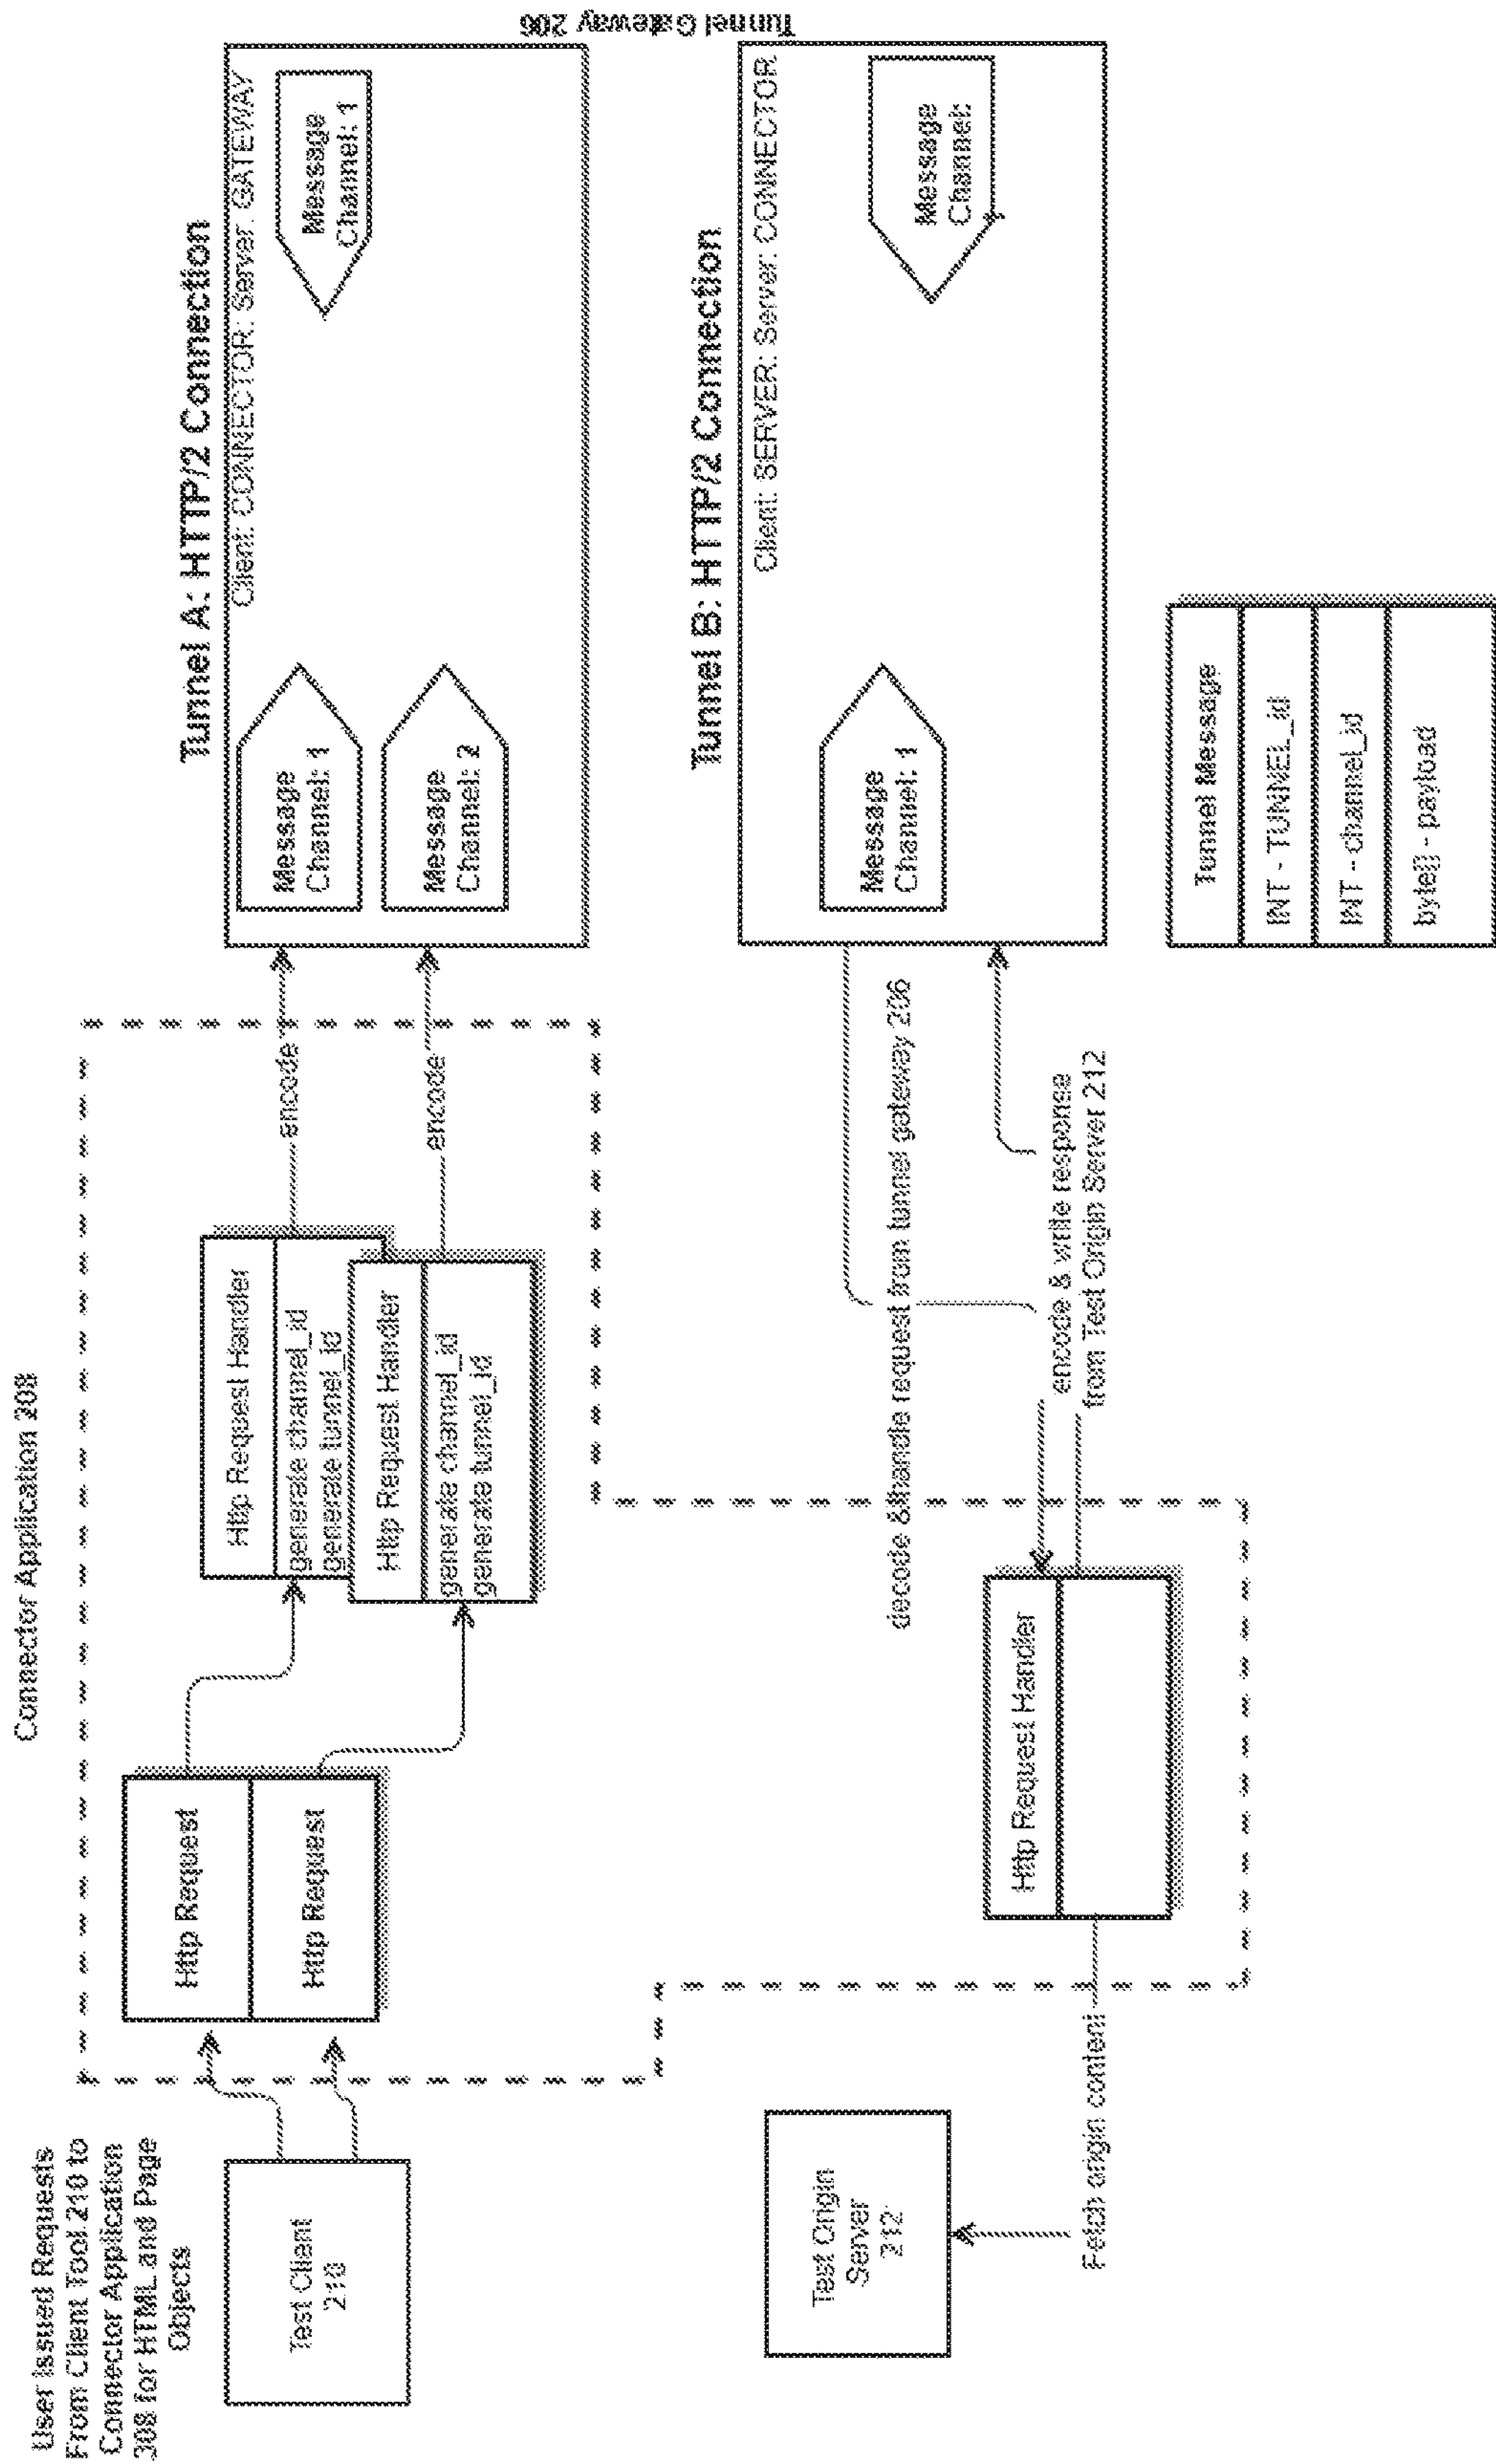 Connector Application 208
User Issued Requests
From Client Tool 210 to
Connector Application
308 for HTML and Page
Objects
Test Client
210
Http Request
Http Request
Http Request Handler
generate channel_id
generate tunnel_id
Http Request Handler
generate channel_id
generate tunnel_id
encode
encode
Tunnel A: HTTP/2 Connection
Client: CONNECTOR: Server. GATEWAY
Message
Channel: 1
Message
Channel: 2
Message
Channel: 1
Tunnel Gateway 206
Tunnel B: HTTP/2 Connection
Client: SERVER: Server: CONNECTOR
Message
Channel: 1
Message
Channel:
decode &handle request from tunnel gateway 206
encode & write response
from Test Origin Server 212
Http Request Handler
Test Origin
Server
212
Fetch origin content
Tunnel Message
INT - TUNNEL_id
INT - channel_id
byte[] - payload